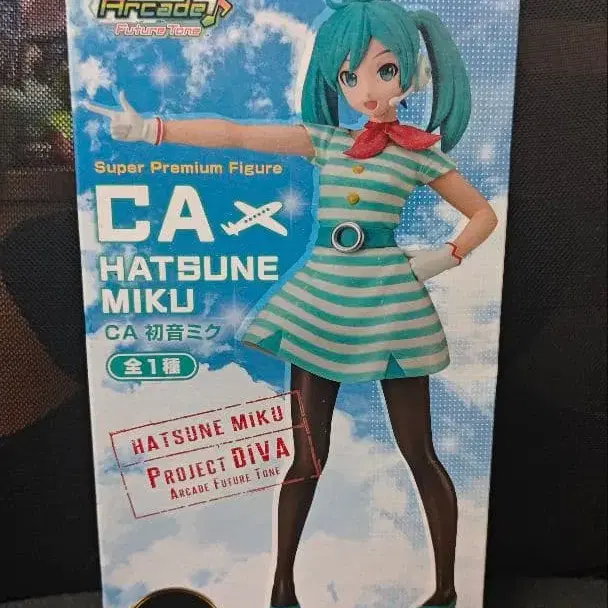 Arcade
Future Tone
Super Premium Figure
CA
HATSUNE
MIKU
CA 初音ミク
全1種
HATSUNE MiKU
PROJECT DiVA
ARCADE FUTURE TONE